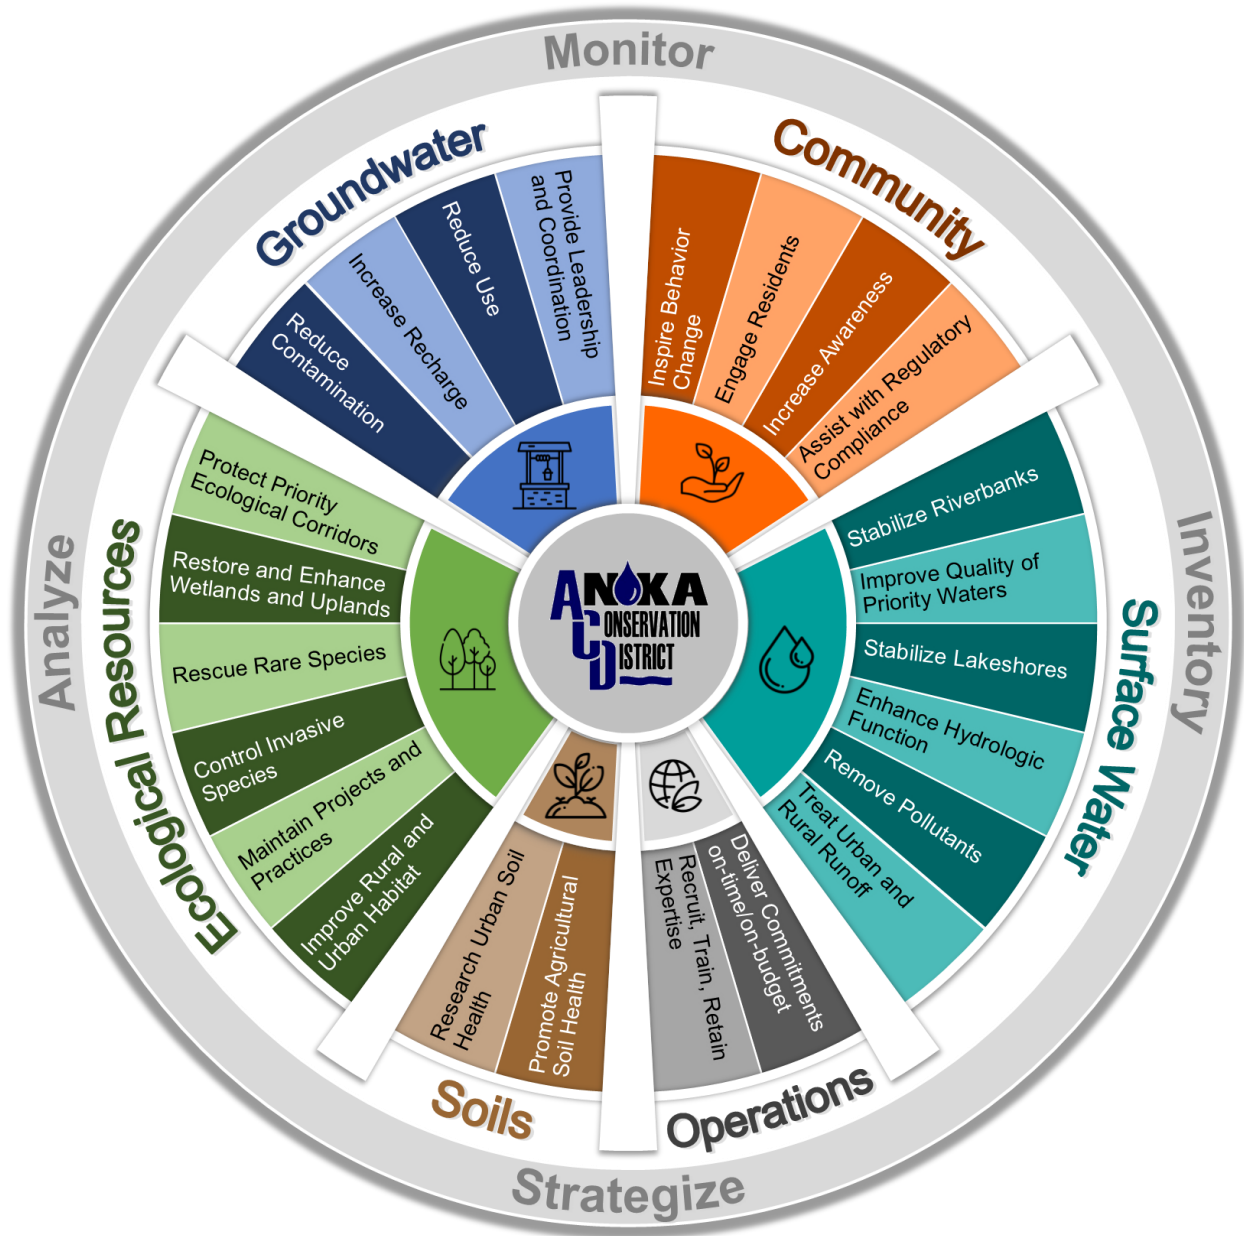 Monitor
Inventory
Strategize
Analyze
Groundwater
Reduce
Contamination
Increase Recharge
Reduce Use
Provide Leadership
and Coordination
Community
Inspire Behavior
Change
Engage Residents
Increase Awareness
Assist with Regulatory
Compliance
Surface Water
Stabilize Riverbanks
Improve Quality of
Priority Waters
Stabilize Lakeshores
Enhance Hydrologic
Function
Remove Pollutants
Treat Urban and
Rural Runoff
Operations
Deliver Commitments
on-time/on-budget
Recruit, Train, Retain
Expertise
Soils
Promote Agricultural
Soil Health
Research Urban Soil
Health
Ecological Resources
Improve Rural and
Urban Habitat
Maintain Projects and
Practices
Control Invasive
Species
Rescue Rare Species
Restore and Enhance
Wetlands and Uplands
Protect Priority
Ecological Corridors
ANOKA
CONSERVATION
DISTRICT